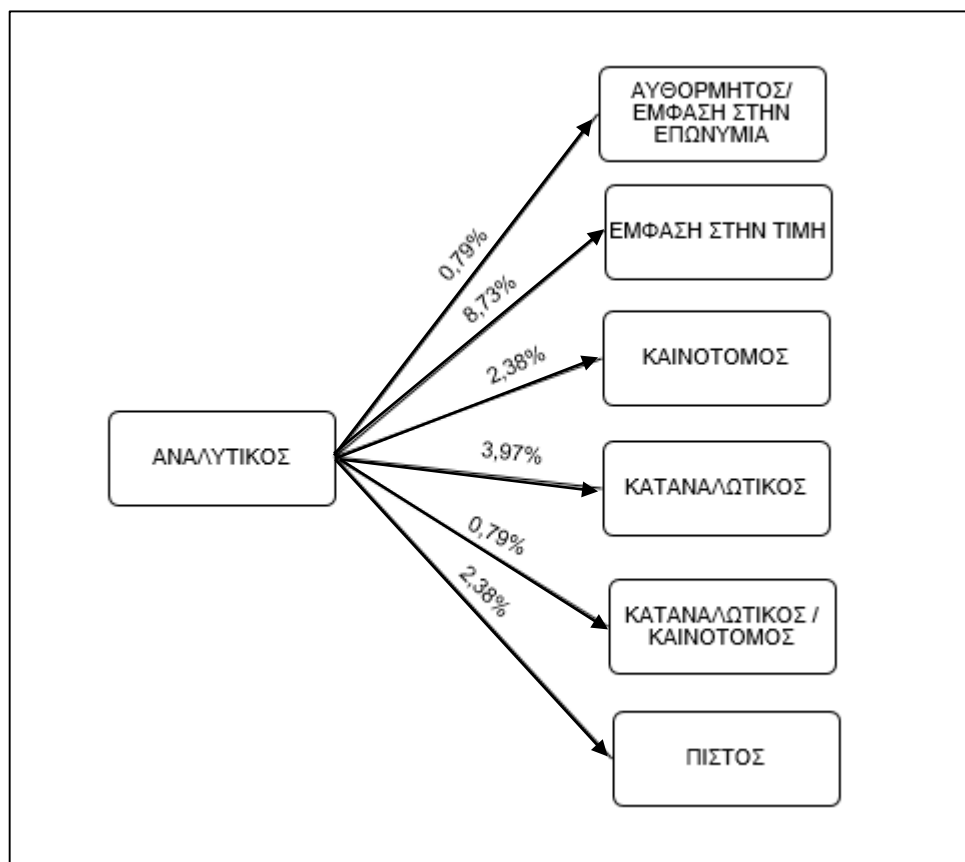 ΑΥΘΟΡΜΗΤΟΣ/
ΕΜΦΑΣΗ ΣΤΗΝ
ΕΠΩΝΥΜΙΑ
0,79%
ΕΜΦΑΣΗ ΣΤΗΝ ΤΙΜΗ
8,73%
ΚΑΙΝΟΤΟΜΟΣ
2,38%
ΑΝΑΛΥΤΙΚΟΣ
3,97%
ΚΑΤΑΝΑΛΩΤΙΚΟΣ
0,79%
ΚΑΤΑΝΑΛΩΤΙΚΟΣ /
ΚΑΙΝΟΤΟΜΟΣ
2,38%
ΠΙΣΤΟΣ